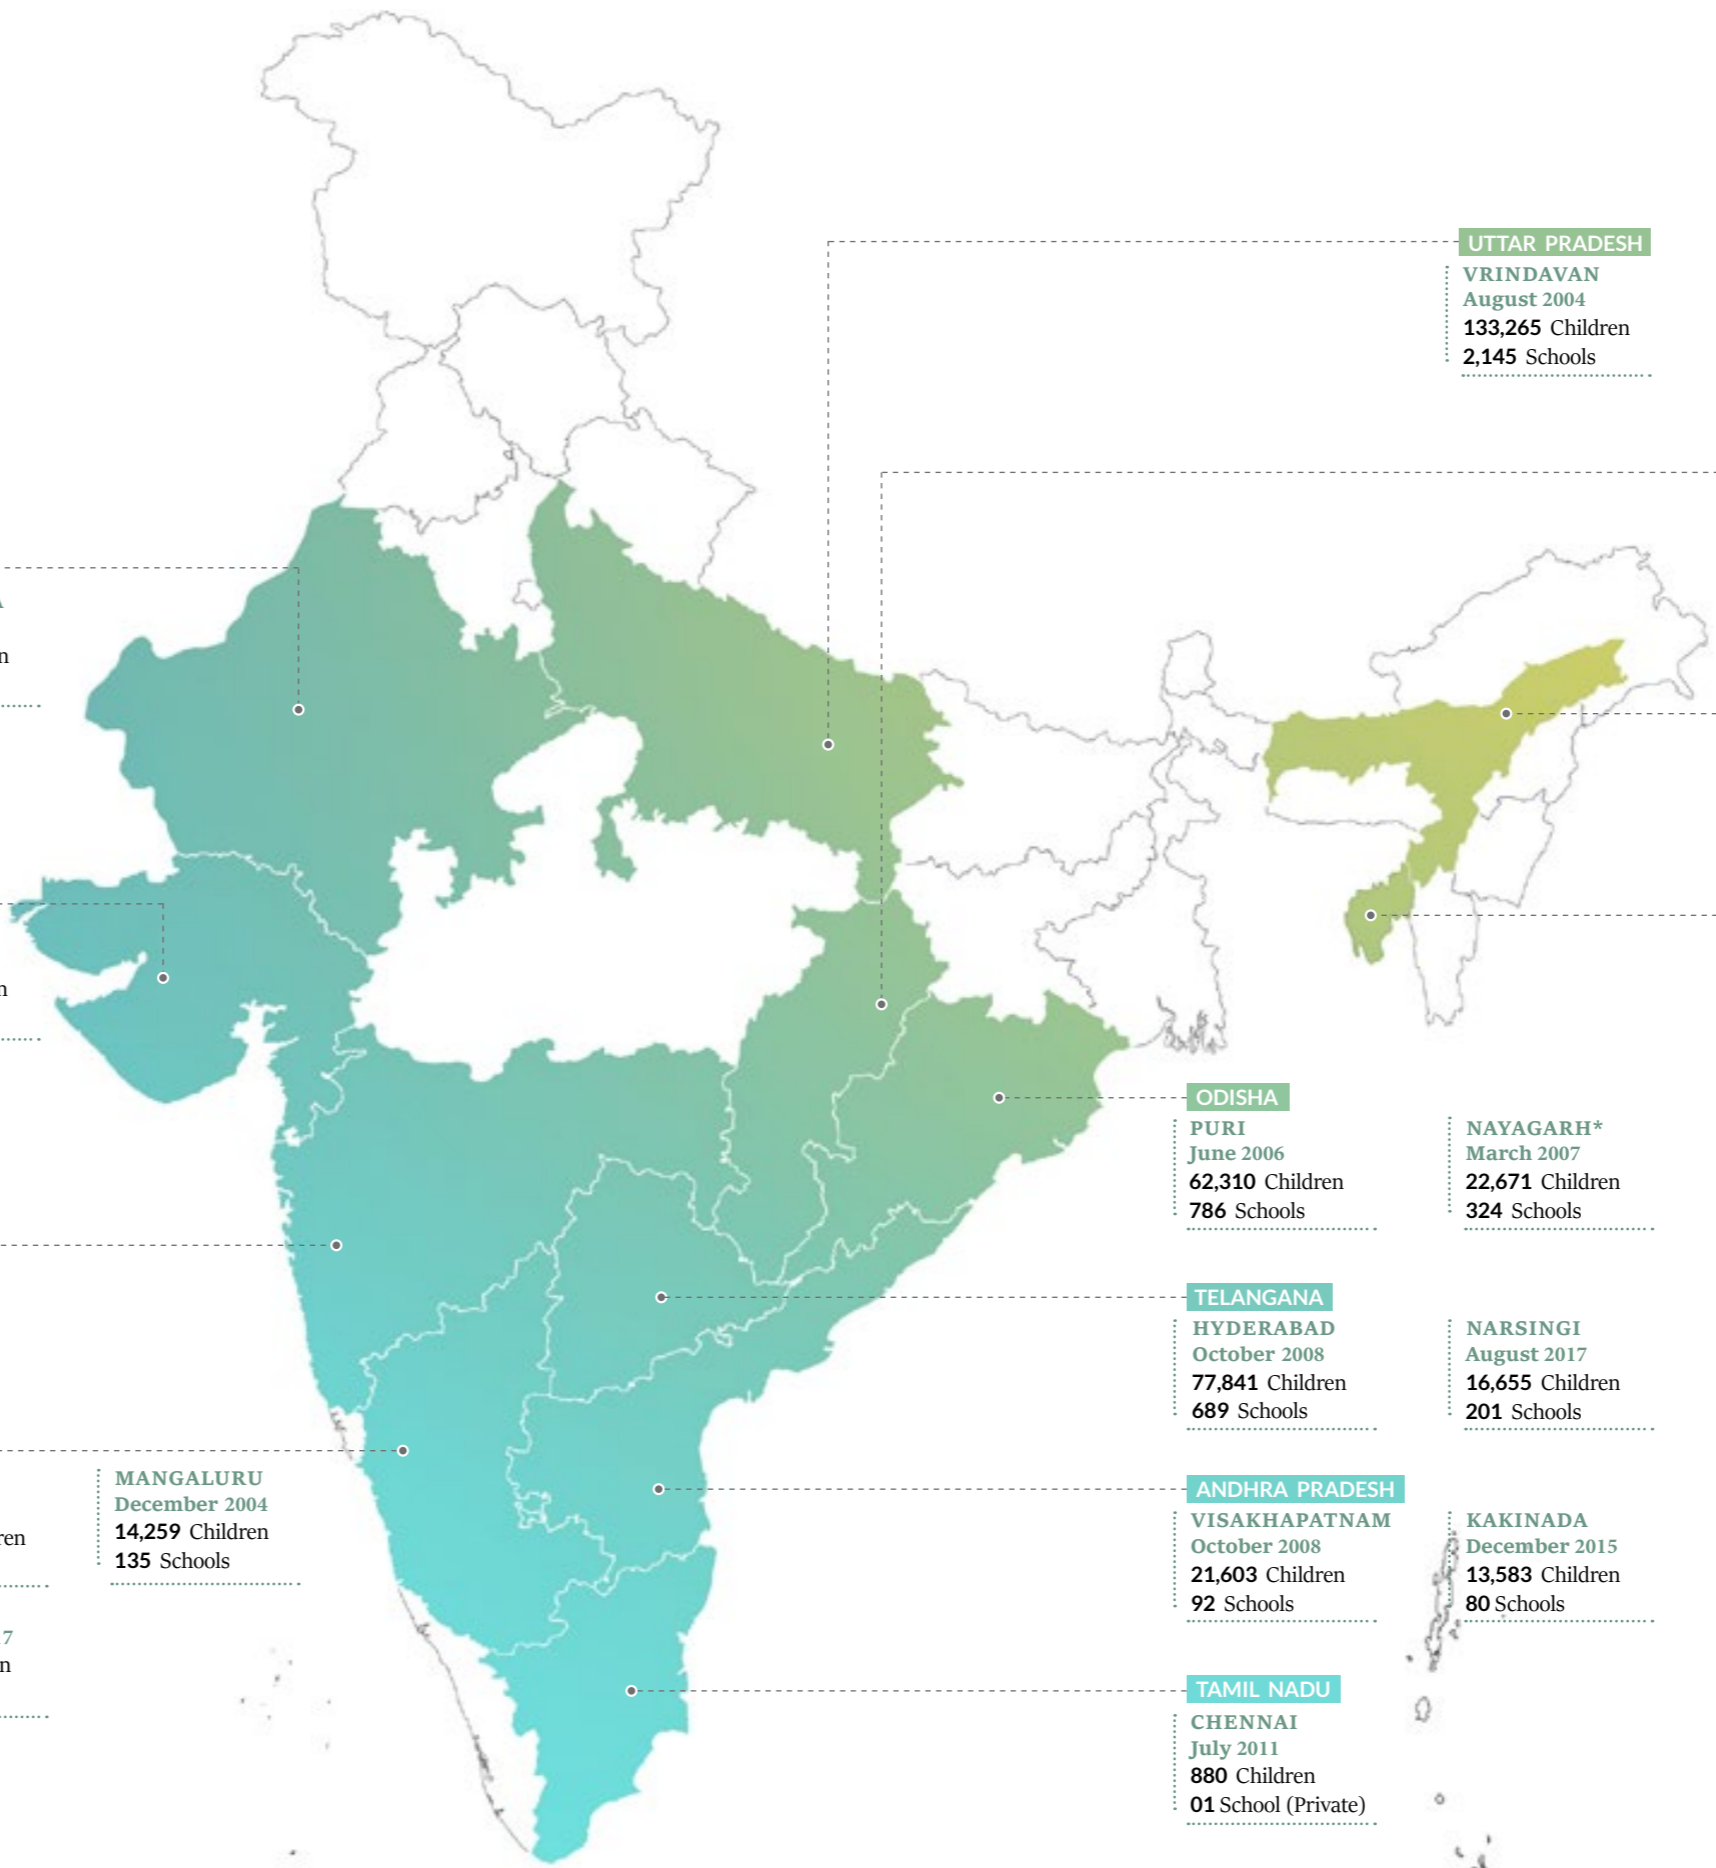 UTTAR PRADESH
VRINDAVAN
August 2004
133,265 Children
2,145 Schools
ODISHA
PURI
June 2006
62,310 Children
786 Schools
NAYAGARH*
March 2007
22,671 Children
324 Schools
TELANGANA
HYDERABAD
October 2008
77,841 Children
689 Schools
NARSINGI
August 2017
16,655 Children
201 Schools
MANGALURU
December 2004
14,259 Children
135 Schools
ANDHRA PRADESH
VISAKHAPATNAM
October 2008
21,603 Children
92 Schools
KAKINADA
December 2015
13,583 Children
80 Schools
TAMIL NADU
CHENNAI
July 2011
880 Children
01 School (Private)